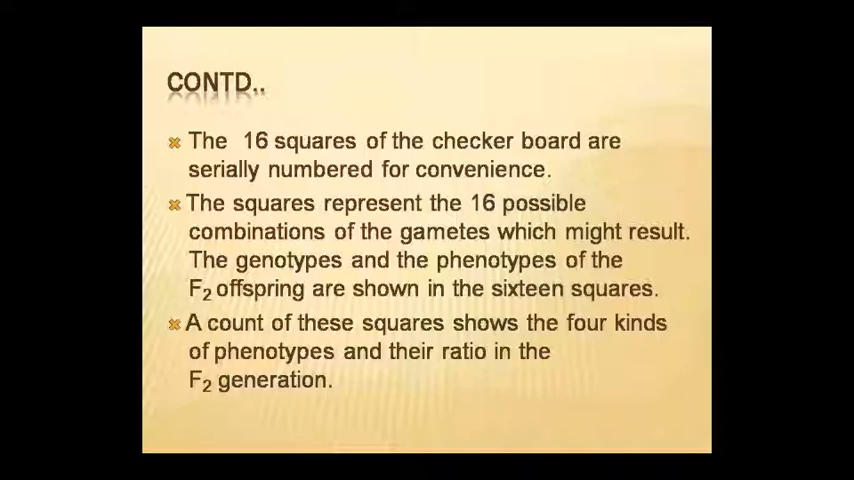 CONTD..
The 16 squares of the checker board are
serially numbered for convenience.
The squares represent the 16 possible
combinations of the gametes which might result.
The genotypes and the phenotypes of the
F₂ offspring are shown in the sixteen squares.
A count of these squares shows the four kinds
of phenotypes and their ratio in the
F₂ generation.